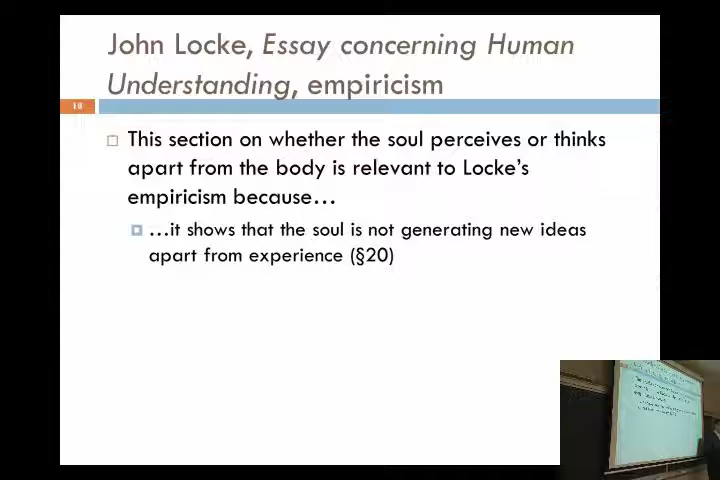 John Locke, Essay concerning Human
Understanding, empiricism
This section on whether the soul perceives or thinks
apart from the body is relevant to Locke's
empiricism because…
…it shows that the soul is not generating new ideas
apart from experience (§20)